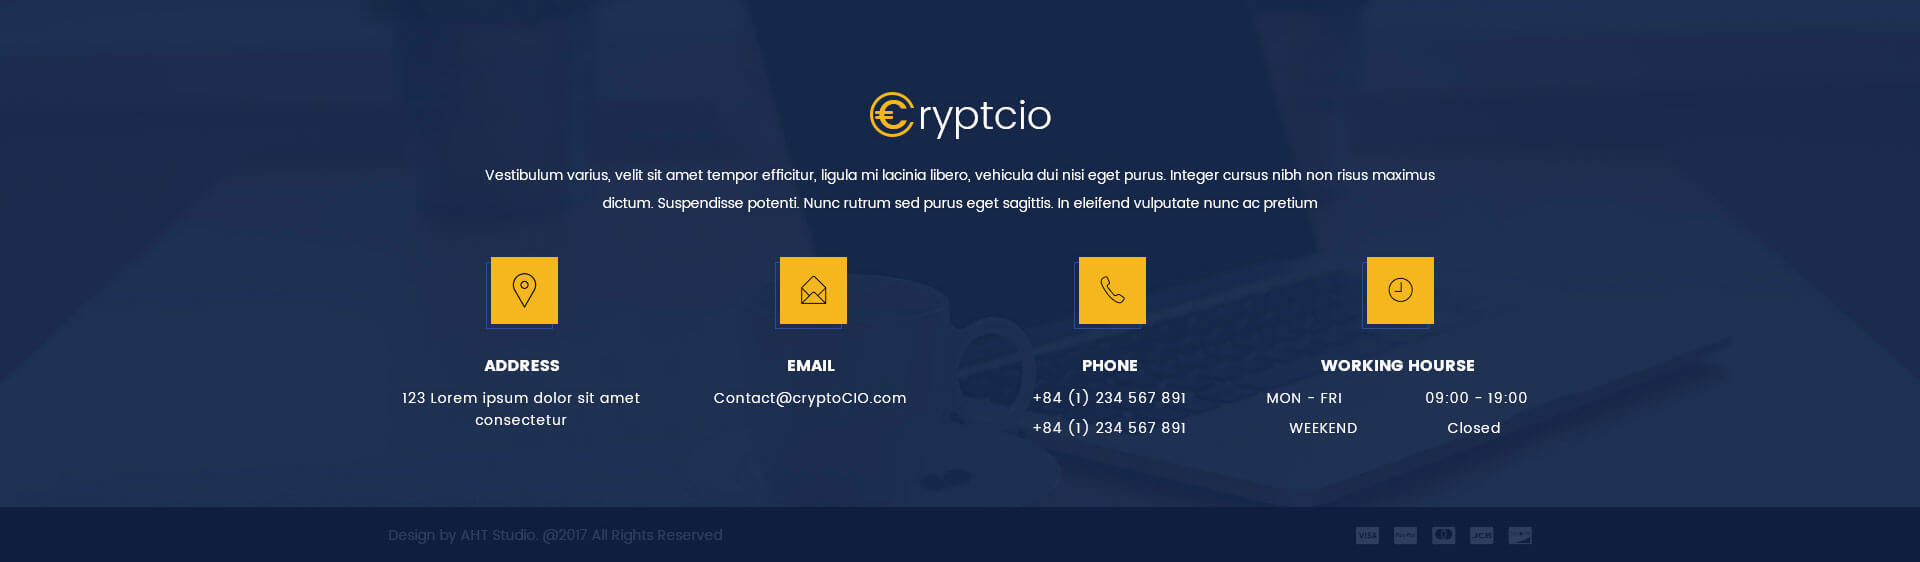 €ryptcio
Vestibulum varius, velit sit amet tempor efficitur, ligula mi lacinia libero, vehicula dui nisi eget purus. Integer cursus nibh non risus maximus
dictum. Suspendisse potenti. Nunc rutrum sed purus eget sagittis. In eleifend vulputate nunc ac pretium
ADDRESS
123 Lorem ipsum dolor sit amet
consectetur
EMAIL
Contact@cryptoCIO.com
PHONE
+84 (1) 234 567 891
+84 (1) 234 567 891
WORKING HOURSE
MON - FRI 09:00 - 19:00
WEEKEND Closed
Design by AHT Studio. @2017 All Rights Reserved
VISA PayPal JCB